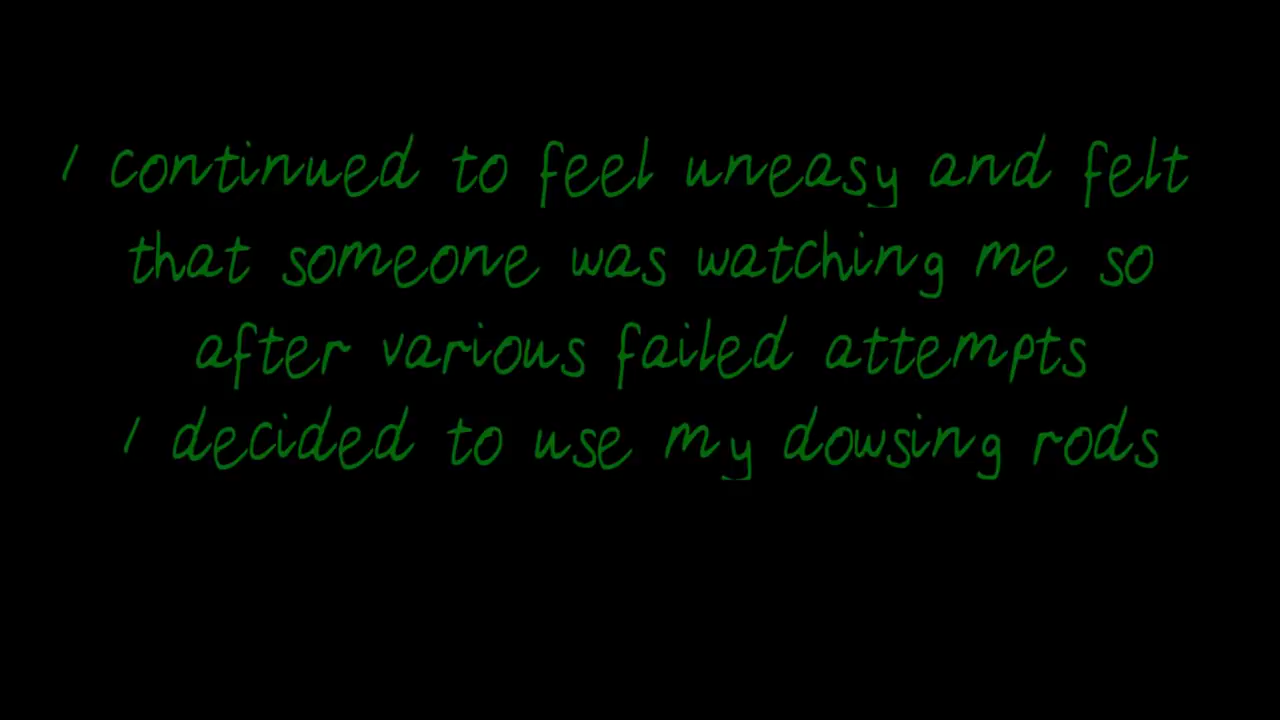 I continued to feel uneasy and felt
that someone was watching me so
after various failed attempts
I decided to use my dowsing rods